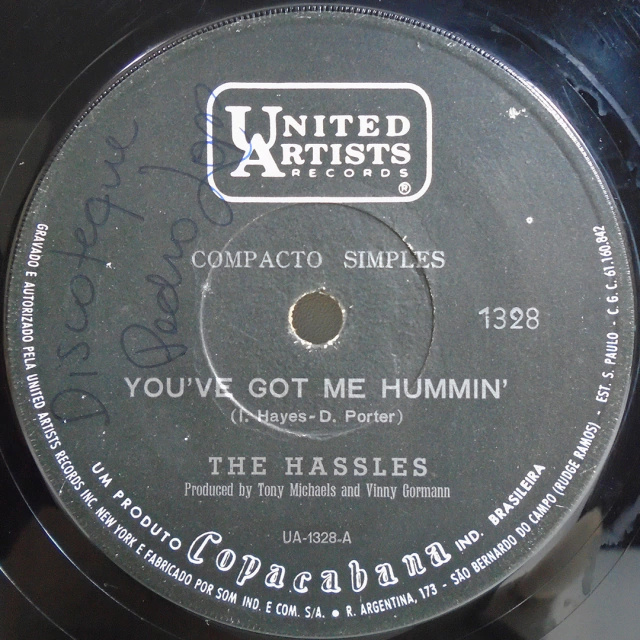 UNITED
ARTISTS
RECORDS
®
COMPACTO SIMPLES
1328
YOU'VE GOT ME HUMMIN'
(I. Hayes-D. Porter)
THE HASSLES
Produced by Tony Michaels and Vinny Gormann
UA-1328-A
UM PRODUTO Copacabana IND. BRASILEIRA
GRAVADO E AUTORIZADO PELA UNITED ARTISTS RECORDS INC. NEW YORK E FABRICADO POR SOM IND. E COM. S/A. • R. ARGENTINA, 173 - SÃO BERNARDO DO CAMPO (RUDGE RAMOS) - EST. S. PAULO - C.G.C. 61.160.842
Discoteque
Pedro